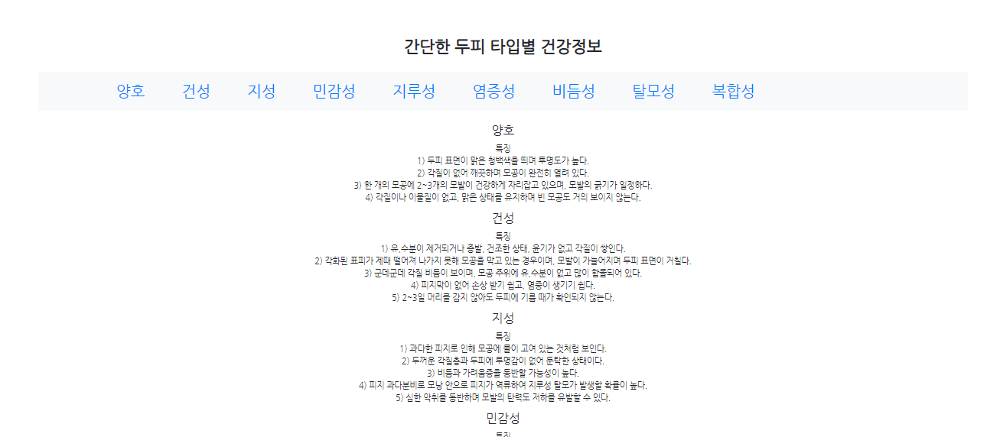 간단한 두피 타입별 건강정보
양호 건성 지성 민감성 지루성 염증성 비듬성 탈모성 복합성
양호
특징
1) 두피 표면이 맑은 청백색을 띄며 투명도가 높다.
2) 각질이 없어 깨끗하며 모공이 완전히 열려 있다.
3) 한 개의 모공에 2~3개의 모발이 건강하게 자리잡고 있으며, 모발의 굵기가 일정하다.
4) 각질이나 이물질이 없고, 맑은 상태를 유지하며 빈 모공도 거의 보이지 않는다.
건성
특징
1) 유,수분이 제거되거나 증발, 건조한 상태, 윤기가 없고 각질이 쌓인다.
2) 각화된 표피가 제때 떨어져 나가지 못해 모공을 막고 있는 경우이며, 모발이 가늘어지며 두피 표면이 거칠다.
3) 군데군데 각질 비듬이 보이며, 모공 주위에 유,수분이 없고 많이 함몰되어 있다.
4) 피지막이 없어 손상 받기 쉽고, 염증이 생기기 쉽다.
5) 2~3일 머리를 감지 않아도 두피에 기름 때가 확인되지 않는다.
지성
특징
1) 과다한 피지로 인해 모공에 물이 고여 있는 것처럼 보인다.
2) 두꺼운 각질층과 두피에 투명감이 없어 둔탁한 상태이다.
3) 비듬과 가려움증을 동반할 가능성이 높다.
4) 피지 과다분비로 모낭 안으로 피지가 역류하여 지루성 탈모가 발생할 확률이 높다.
5) 심한 악취를 동반하며 모발의 탄력도 저하를 유발할 수 있다.
민감성
특징